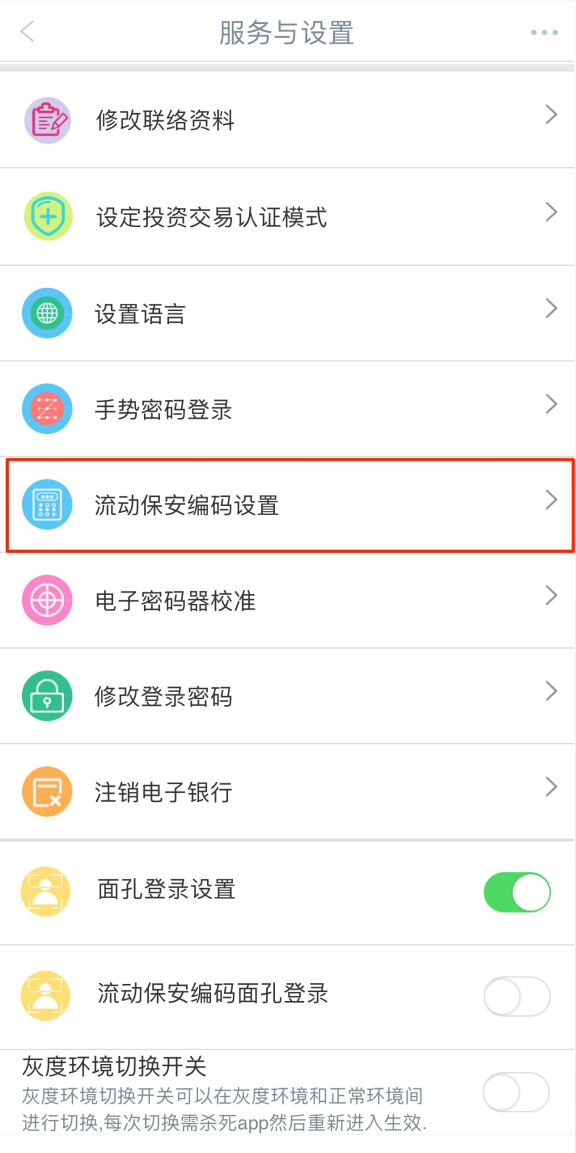 服务与设置
修改联络资料
设定投资交易认证模式
设置语言
手势密码登录
流动保安编码设置
电子密码器校准
修改登录密码
注销电子银行
面孔登录设置
流动保安编码面孔登录
灰度环境切换开关
灰度环境切换开关可以在灰度环境和正常环境间
进行切换,每次切换需杀死app然后重新进入生效.